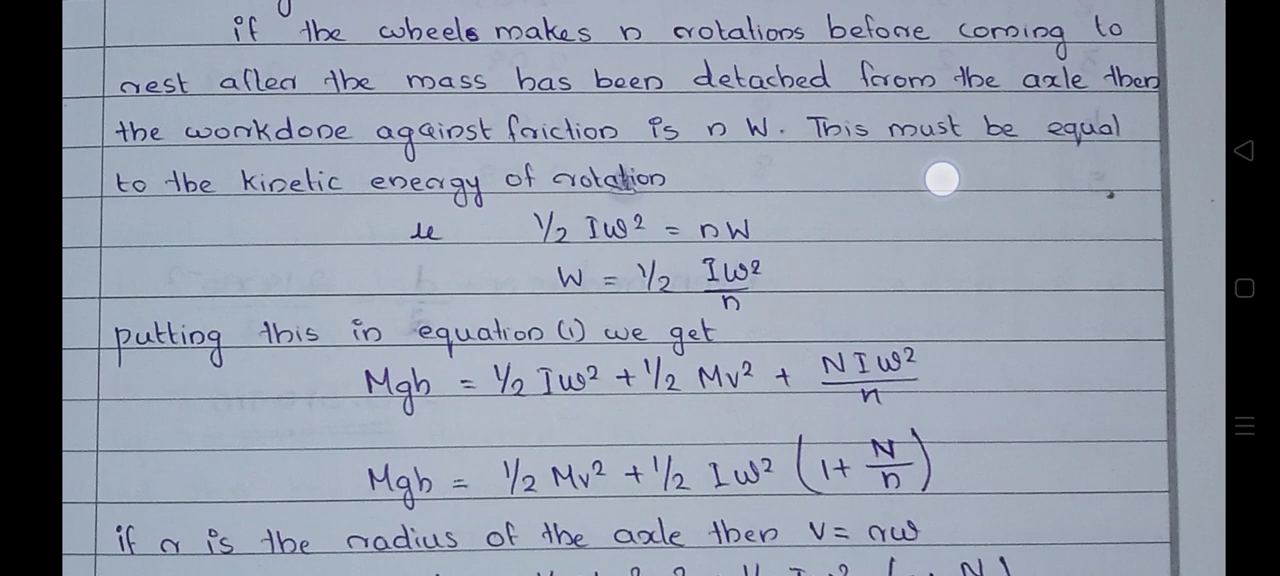 if the wheels makes n rotations before coming to
rest after the mass has been detached from the axle then
the workdone against friction is n W. This must be equal
to the kinetic energy of rotation
ie 1/2 Iω² = nW
W = 1/2 Iω²/n
putting this in equation (1) we get
Mgh = 1/2 Iω² + 1/2 Mv² + NIω²/n
Mgh = 1/2 Mv² + 1/2 Iω² (1+ N/n)
if r is the radius of the axle then v = rω